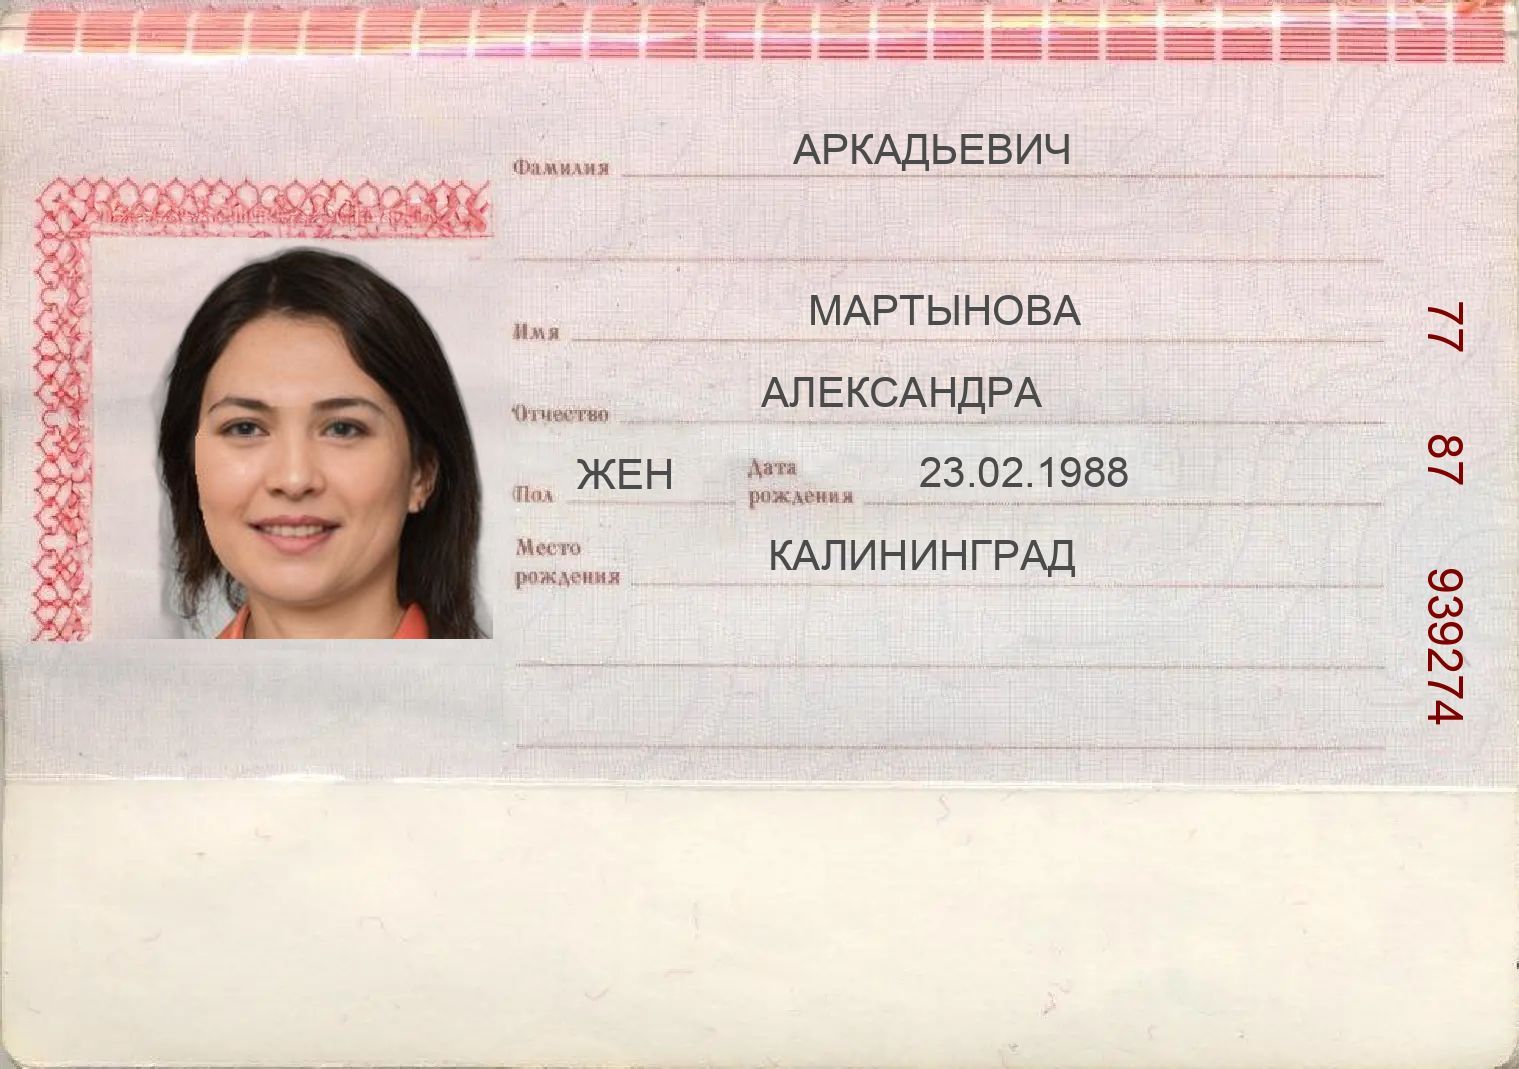 Фамилия АРКАДЬЕВИЧ
Имя МАРТЫНОВА
Отчество АЛЕКСАНДРА
Пол ЖЕН Дата рождения 23.02.1988
Место рождения КАЛИНИНГРАД
77 87 939274